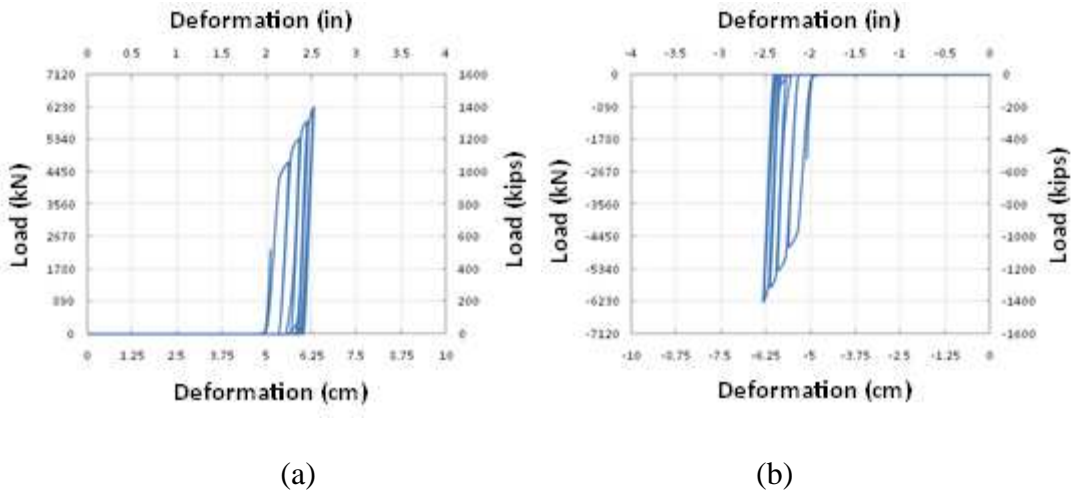 Deformation (in)
0 0.5 1 1.5 2 2.5 3 3.5 4
7120
6230
5340
4450
3560
2670
1780
890
0
Load (kN)
1600
1400
1200
1000
800
600
400
200
0
Load (kips)
0 1.25 2.5 3.75 5 6.25 7.5 8.75 10
Deformation (cm)
(a)
Deformation (in)
-4 -3.5 -3 -2.5 -2 -1.5 -1 -0.5 0
0
-890
-1780
-2670
-3560
-4450
-5340
-6230
-7120
Load (kN)
0
-200
-400
-600
-800
-1000
-1200
-1400
-1600
Load (kips)
-10 -8.75 -7.5 -6.25 -5 -3.75 -2.5 -1.25 0
Deformation (cm)
(b)